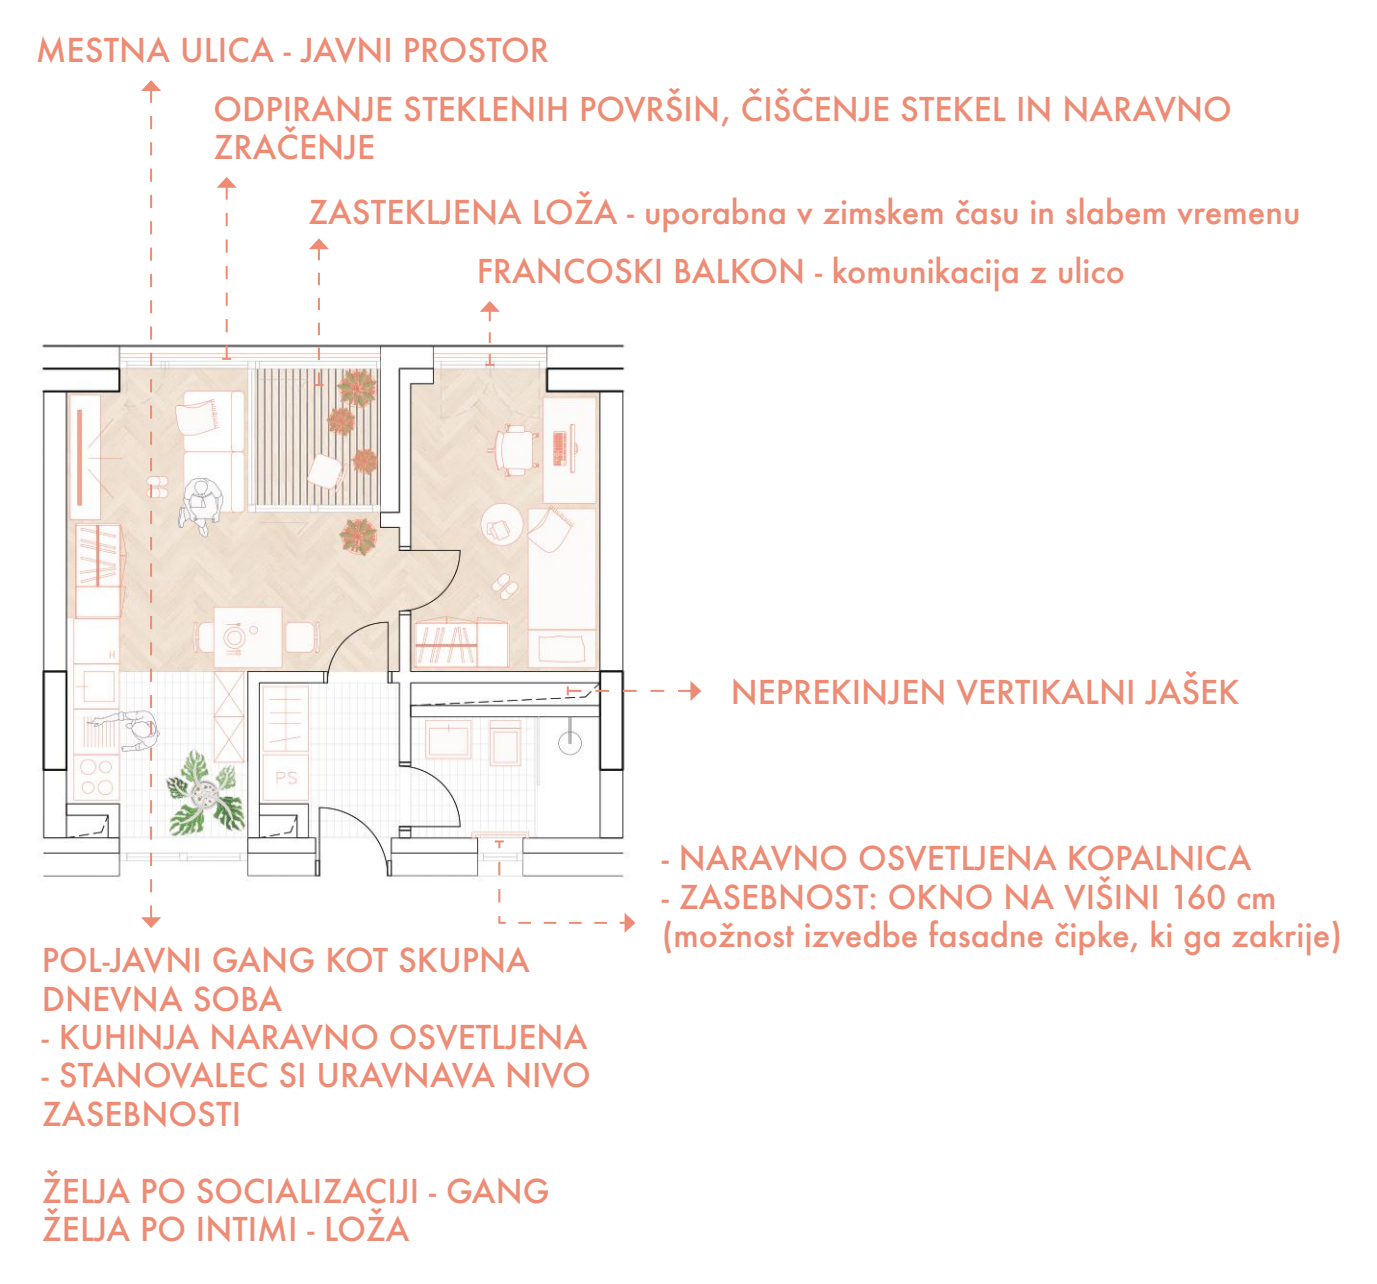 MESTNA ULICA - JAVNI PROSTOR
ODPIRANJE STEKLENIH POVRŠIN, ČIŠČENJE STEKEL IN NARAVNO
ZRAČENJE
ZASTEKLJENA LOŽA - uporabna v zimskem času in slabem vremenu
FRANCOSKI BALKON - komunikacija z ulico
H
NEPREKINJEN VERTIKALNI JAŠEK
PS
- NARAVNO OSVETLJENA KOPALNICA
- ZASEBNOST: OKNO NA VIŠINI 160 cm
(možnost izvedbe fasadne čipke, ki ga zakrije)
POL-JAVNI GANG KOT SKUPNA
DNEVNA SOBA
- KUHINJA NARAVNO OSVETLJENA
- STANOVALEC SI URAVNAVA NIVO
ZASEBNOSTI
ŽELJA PO SOCIALIZACIJI - GANG
ŽELJA PO INTIMI - LOŽA